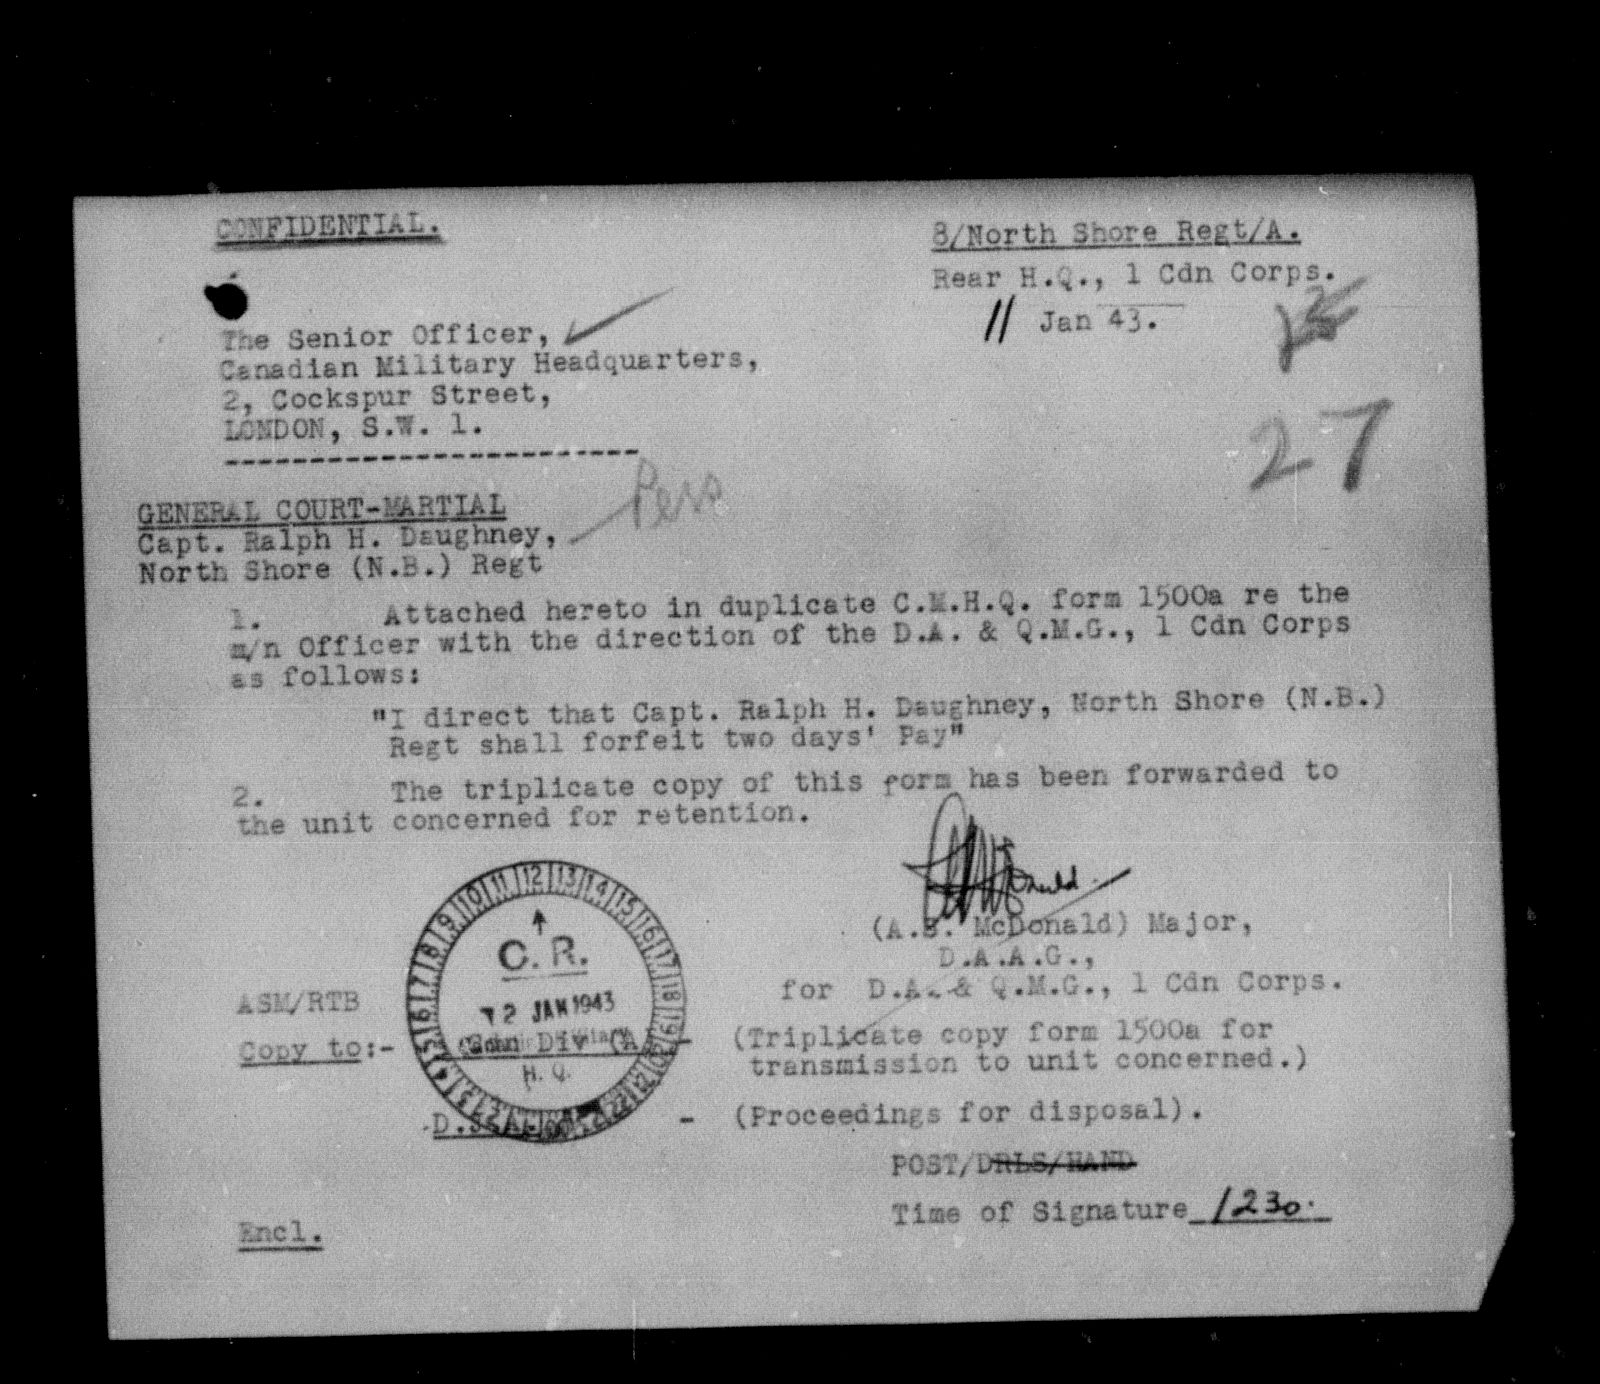 CONFIDENTIAL.
8/North Shore Regt/A.
Rear H.Q., 1 Cdn Corps.
11 Jan 43.
27
The Senior Officer,
Canadian Military Headquarters,
2, Cockspur Street,
LONDON, S.W. 1.
Pers
GENERAL COURT-MARTIAL
Capt. Ralph H. Daughney,
North Shore (N.B.) Regt
1. Attached hereto in duplicate C.M.H.Q. form 1500a re the
m/n Officer with the direction of the D.A. & Q.M.G., 1 Cdn Corps
as follows:
"I direct that Capt. Ralph H. Daughney, North Shore (N.B.)
Regt shall forfeit two days' Pay"
2. The triplicate copy of this form has been forwarded to
the unit concerned for retention.
(A.S. McDonald) Major,
D.A.A.G.,
for D.A. & Q.M.G., 1 Cdn Corps.
ASM/RTB
C. R.
12 JAN 1943
H. Q.
Copy to:- Cdn Div (A) - (Triplicate copy form 1500a for
transmission to unit concerned.)
- (Proceedings for disposal).
POST/DRLS/HAND
Time of Signature 1230.
Encl.